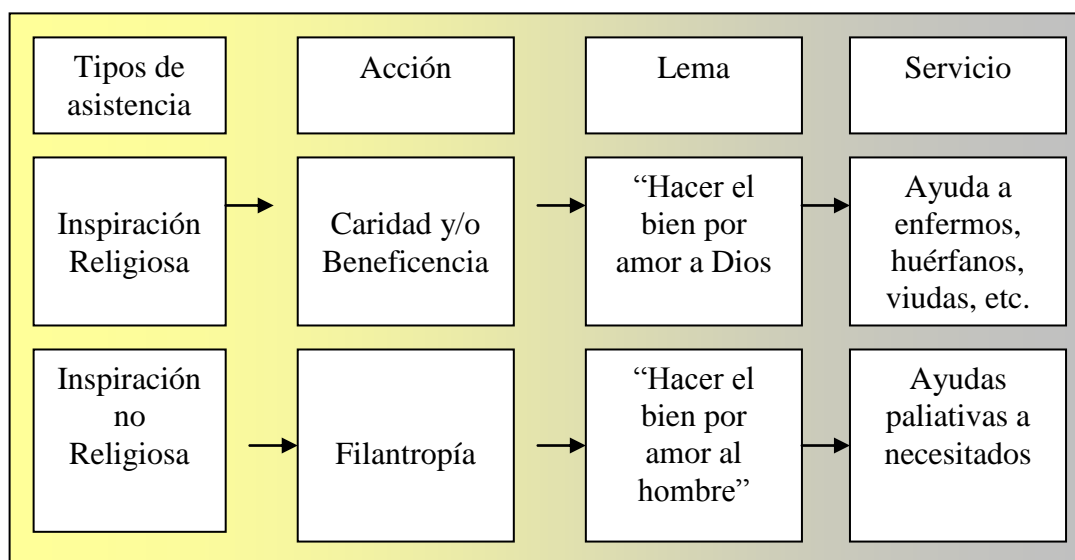 Tipos de
asistencia
Acción
Lema
Servicio
Inspiración
Religiosa
Caridad y/o
Beneficencia
“Hacer el
bien por
amor a Dios
Ayuda a
enfermos,
huérfanos,
viudas, etc.
Inspiración
no
Religiosa
Filantropía
“Hacer el
bien por
amor al
hombre”
Ayudas
paliativas a
necesitados